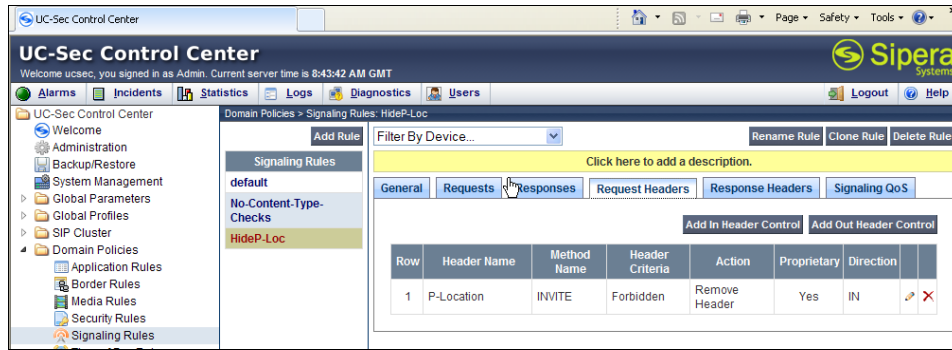 UC-Sec Control Center
Page Safety Tools
UC-Sec Control Center
Welcome ucsec, you signed in as Admin. Current server time is 8:43:42 AM GMT
Sipera
Systems
Alarms Incidents Statistics Logs Diagnostics Users Logout Help
UC-Sec Control Center
Welcome
Administration
Backup/Restore
System Management
Global Parameters
Global Profiles
SIP Cluster
Domain Policies
Application Rules
Border Rules
Media Rules
Security Rules
Signaling Rules
Domain Policies > Signaling Rules: HideP-Loc
Add Rule
Signaling Rules
default
No-Content-Type-
Checks
HideP-Loc
Filter By Device...
Rename Rule Clone Rule Delete Rule
Click here to add a description.
General Requests Responses Request Headers Response Headers Signaling QoS
Add In Header Control Add Out Header Control
Row Header Name Method Name Header Criteria Action Proprietary Direction
1 P-Location INVITE Forbidden Remove Header Yes IN